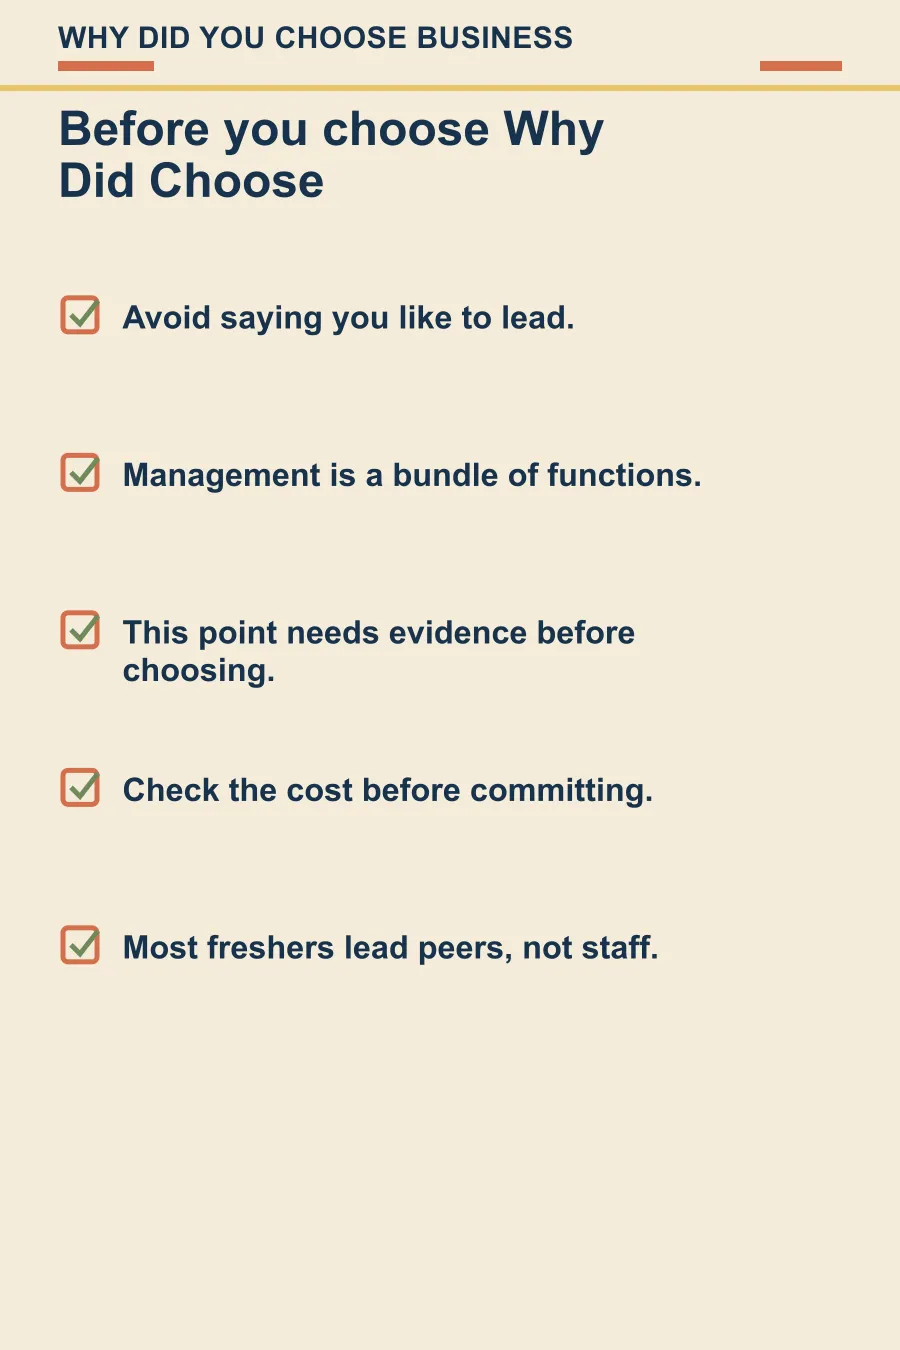 WHY DID YOU CHOOSE BUSINESS
Before you choose Why
Did Choose
Avoid saying you like to lead.
Management is a bundle of functions.
This point needs evidence before
choosing.
Check the cost before committing.
Most freshers lead peers, not staff.